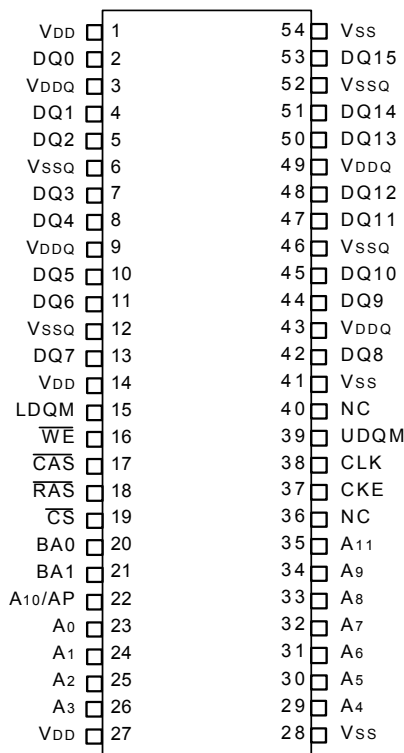 VDD 1 54 VSS
DQ0 2 53 DQ15
VDDQ 3 52 VSSQ
DQ1 4 51 DQ14
DQ2 5 50 DQ13
VSSQ 6 49 VDDQ
DQ3 7 48 DQ12
DQ4 8 47 DQ11
VDDQ 9 46 VSSQ
DQ5 10 45 DQ10
DQ6 11 44 DQ9
VSSQ 12 43 VDDQ
DQ7 13 42 DQ8
VDD 14 41 VSS
LDQM 15 40 NC
W̅E̅ 16 39 UDQM
C̅A̅S̅ 17 38 CLK
R̅A̅S̅ 18 37 CKE
C̅S̅ 19 36 NC
BA0 20 35 A11
BA1 21 34 A9
A10/AP 22 33 A8
A0 23 32 A7
A1 24 31 A6
A2 25 30 A5
A3 26 29 A4
VDD 27 28 VSS